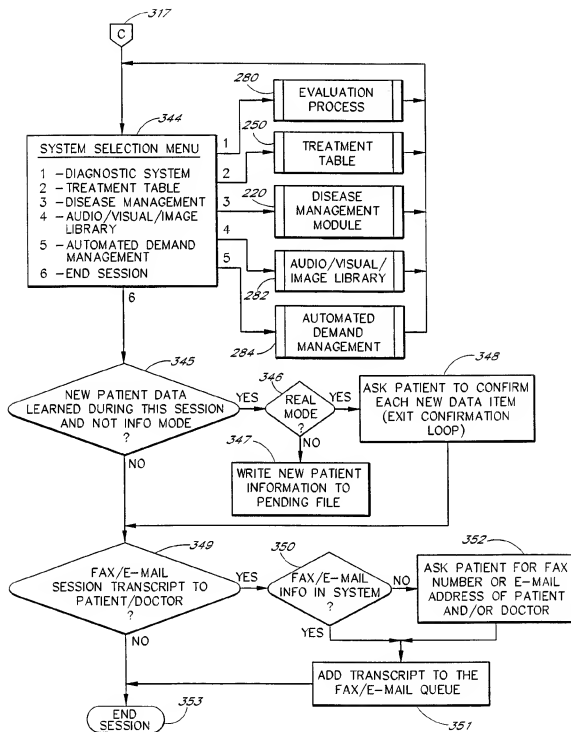 317
C
344
SYSTEM SELECTION MENU
1 – DIAGNOSTIC SYSTEM
2 – TREATMENT TABLE
3 – DISEASE MANAGEMENT
4 – AUDIO/VISUAL/IMAGE
LIBRARY
5 – AUTOMATED DEMAND
MANAGEMENT
6 – END SESSION
1
2
3
4
5
6
280
EVALUATION
PROCESS
250
TREATMENT
TABLE
220
DISEASE
MANAGEMENT
MODULE
AUDIO/VISUAL/
IMAGE LIBRARY
282
AUTOMATED
DEMAND
MANAGEMENT
284
345
NEW PATIENT DATA
LEARNED DURING THIS SESSION
AND NOT INFO MODE
?
YES
NO
346
REAL
MODE
?
YES
NO
348
ASK PATIENT TO CONFIRM
EACH NEW DATA ITEM
(EXIT CONFIRMATION
LOOP)
347
WRITE NEW PATIENT
INFORMATION TO
PENDING FILE
349
FAX/E-MAIL
SESSION TRANSCRIPT TO
PATIENT/DOCTOR
?
YES
NO
350
FAX/E-MAIL
INFO IN SYSTEM
?
NO
YES
352
ASK PATIENT FOR FAX
NUMBER OR E-MAIL
ADDRESS OF PATIENT
AND/OR DOCTOR
ADD TRANSCRIPT TO THE
FAX/E-MAIL QUEUE
351
END
SESSION
353